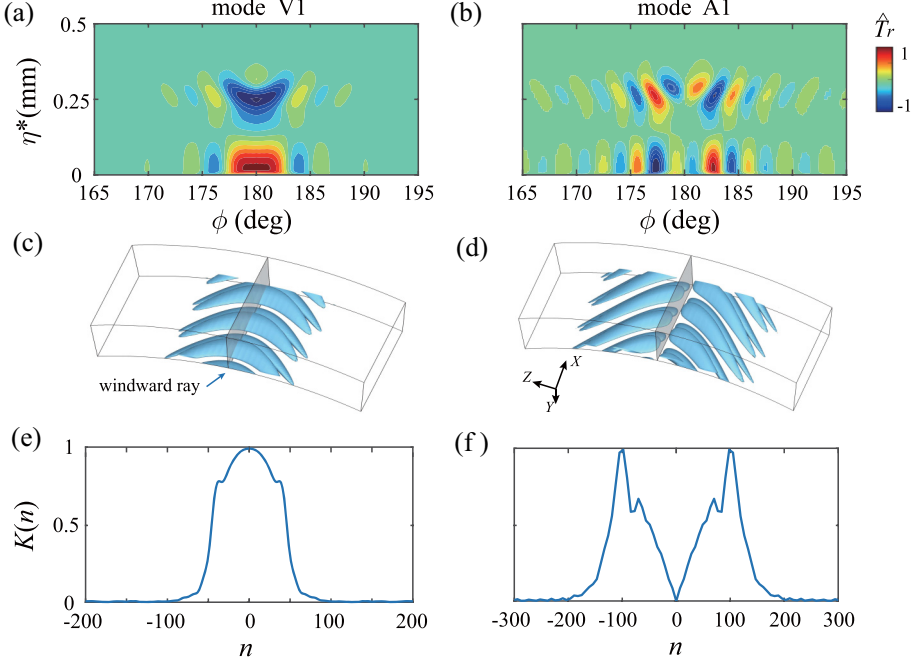 (a) mode V1
(b) mode A1
T̂r
0.5
0.25
0
η*(mm)
1
-1
165 170 175 180 185 190 195
165 170 175 180 185 190 195
ϕ (deg)
ϕ (deg)
(c)
(d)
windward ray
X
Z
Y
(e)
(f)
1
0.5
0
K(n)
-200 -100 0 100 200
-300 -200 -100 0 100 200 300
n
n